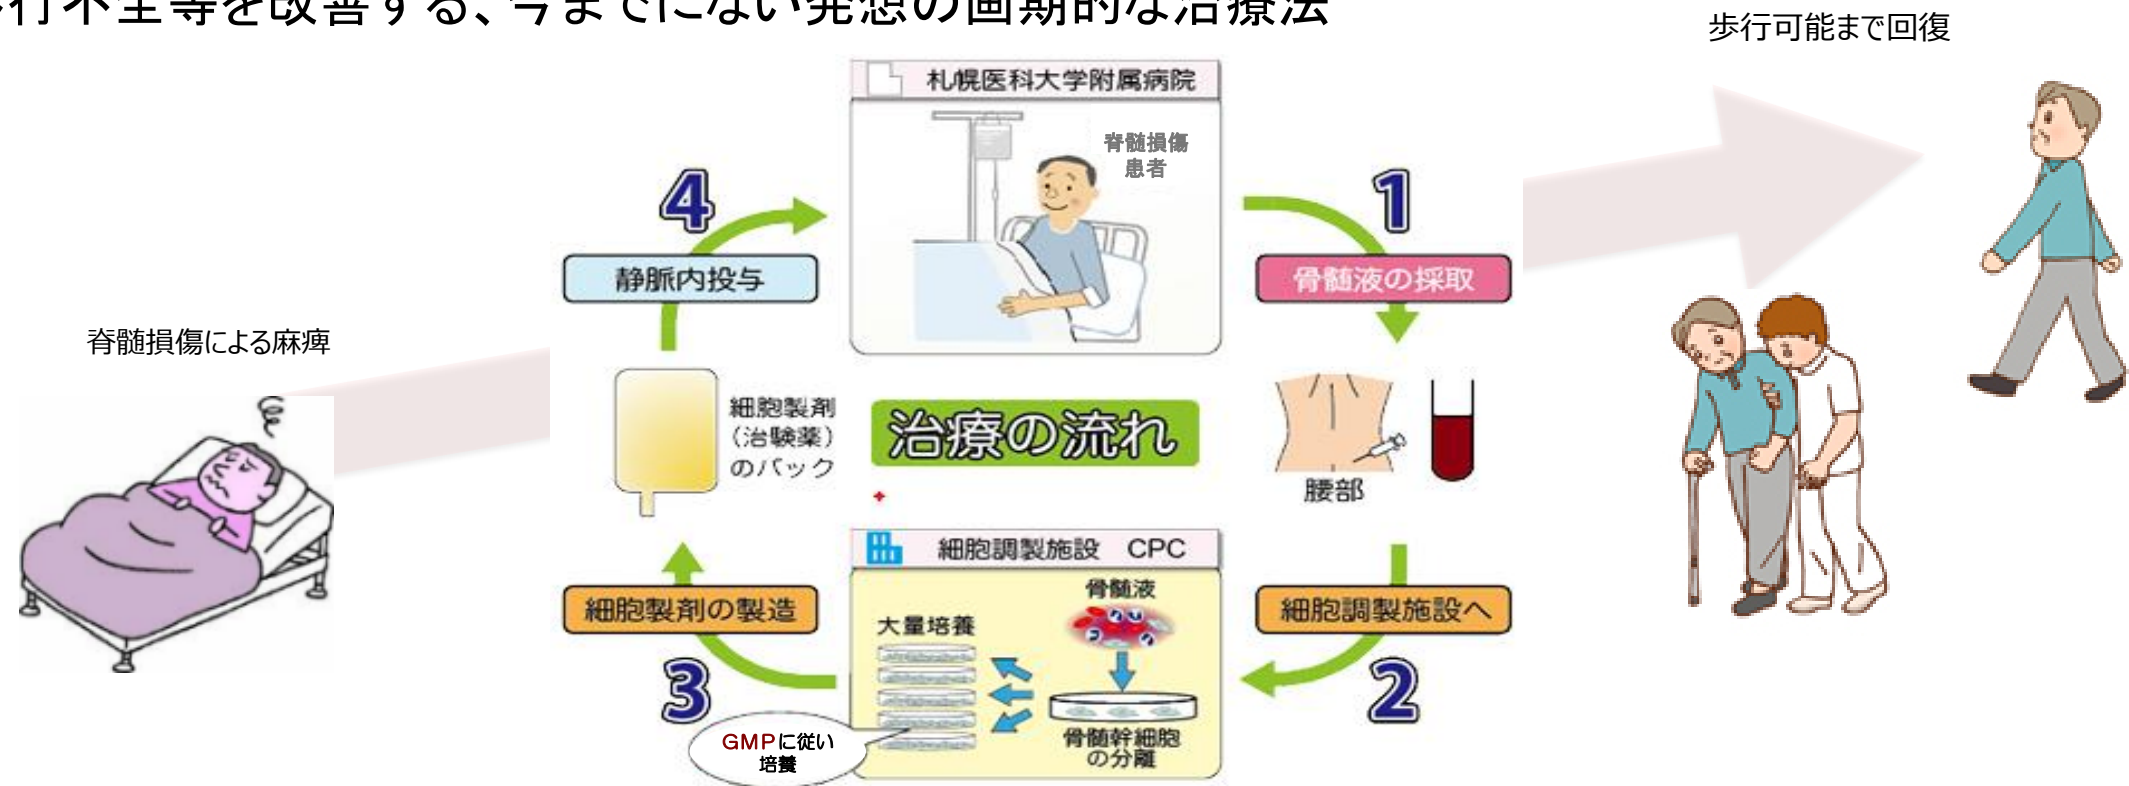 行不全等を改善する、今までにない発想の画期的な治療法
歩行可能まで回復
札幌医科大学附属病院
脊髄損傷
患者
4
1
静脈内投与
骨髄液の採取
脊髄損傷による麻痺
細胞製剤
（治験薬）
のパック
治療の流れ
腰部
細胞調製施設 CPC
骨髄液
細胞製剤の製造
大量培養
細胞調製施設へ
3
2
GMPに従い
培養
骨髄幹細胞
の分離